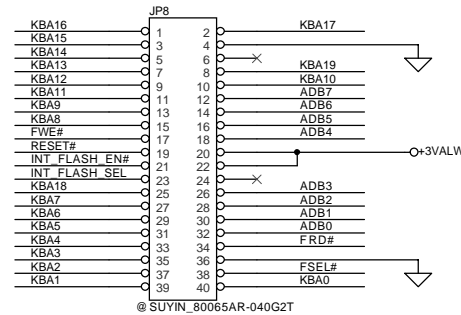 JP8
KBA16 1 2 KBA17
KBA15 3 4
KBA14 5 6
KBA13 7 8 KBA19
KBA12 9 10 KBA10
KBA11 11 12 ADB7
KBA9 13 14 ADB6
KBA8 15 16 ADB5
FWE# 17 18 ADB4
RESET# 19 20 +3VALW
INT_FLASH_EN# 21 22
INT_FLASH_SEL 23 24
KBA18 25 26 ADB3
KBA7 27 28 ADB2
KBA6 29 30 ADB1
KBA5 31 32 ADB0
KBA4 33 34 FRD#
KBA3 35 36
KBA2 37 38 FSEL#
KBA1 39 40 KBA0
@ SUYIN_80065AR-040G2T